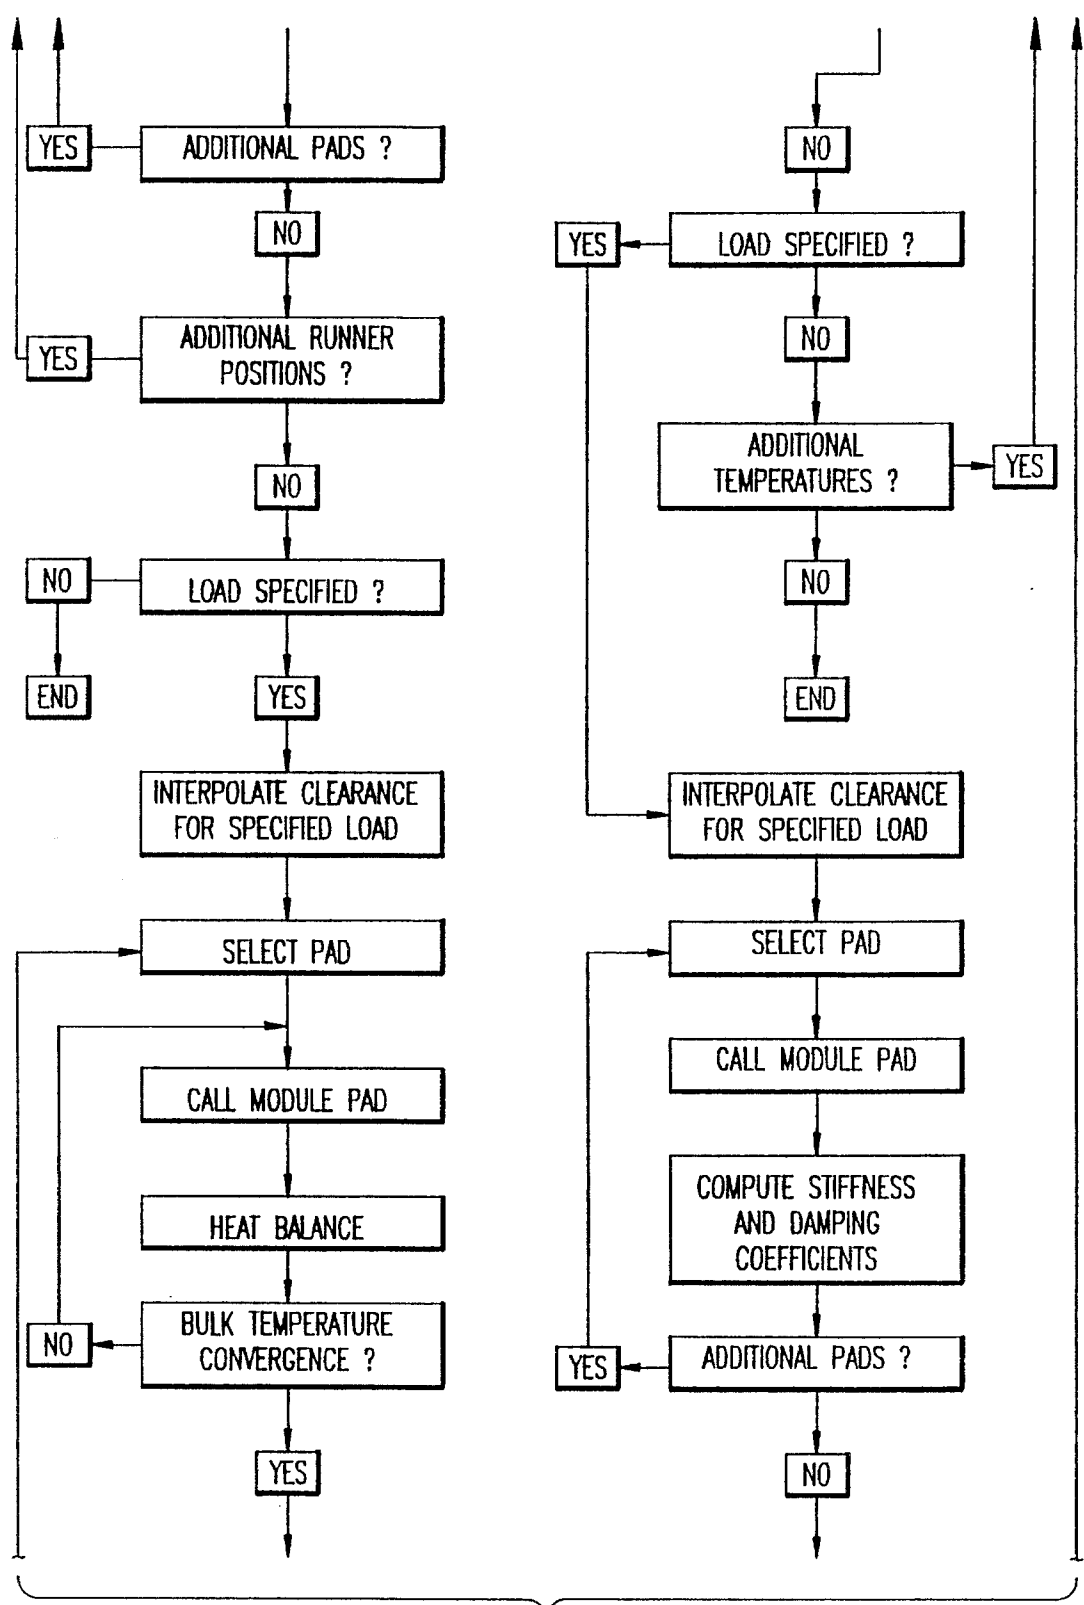 YES
ADDITIONAL PADS ?
NO
YES
ADDITIONAL RUNNER
POSITIONS ?
NO
NO
LOAD SPECIFIED ?
END
YES
INTERPOLATE CLEARANCE
FOR SPECIFIED LOAD
SELECT PAD
CALL MODULE PAD
HEAT BALANCE
NO
BULK TEMPERATURE
CONVERGENCE ?
YES
NO
YES
LOAD SPECIFIED ?
NO
ADDITIONAL
TEMPERATURES ?
YES
NO
END
INTERPOLATE CLEARANCE
FOR SPECIFIED LOAD
SELECT PAD
CALL MODULE PAD
COMPUTE STIFFNESS
AND DAMPING
COEFFICIENTS
YES
ADDITIONAL PADS ?
NO